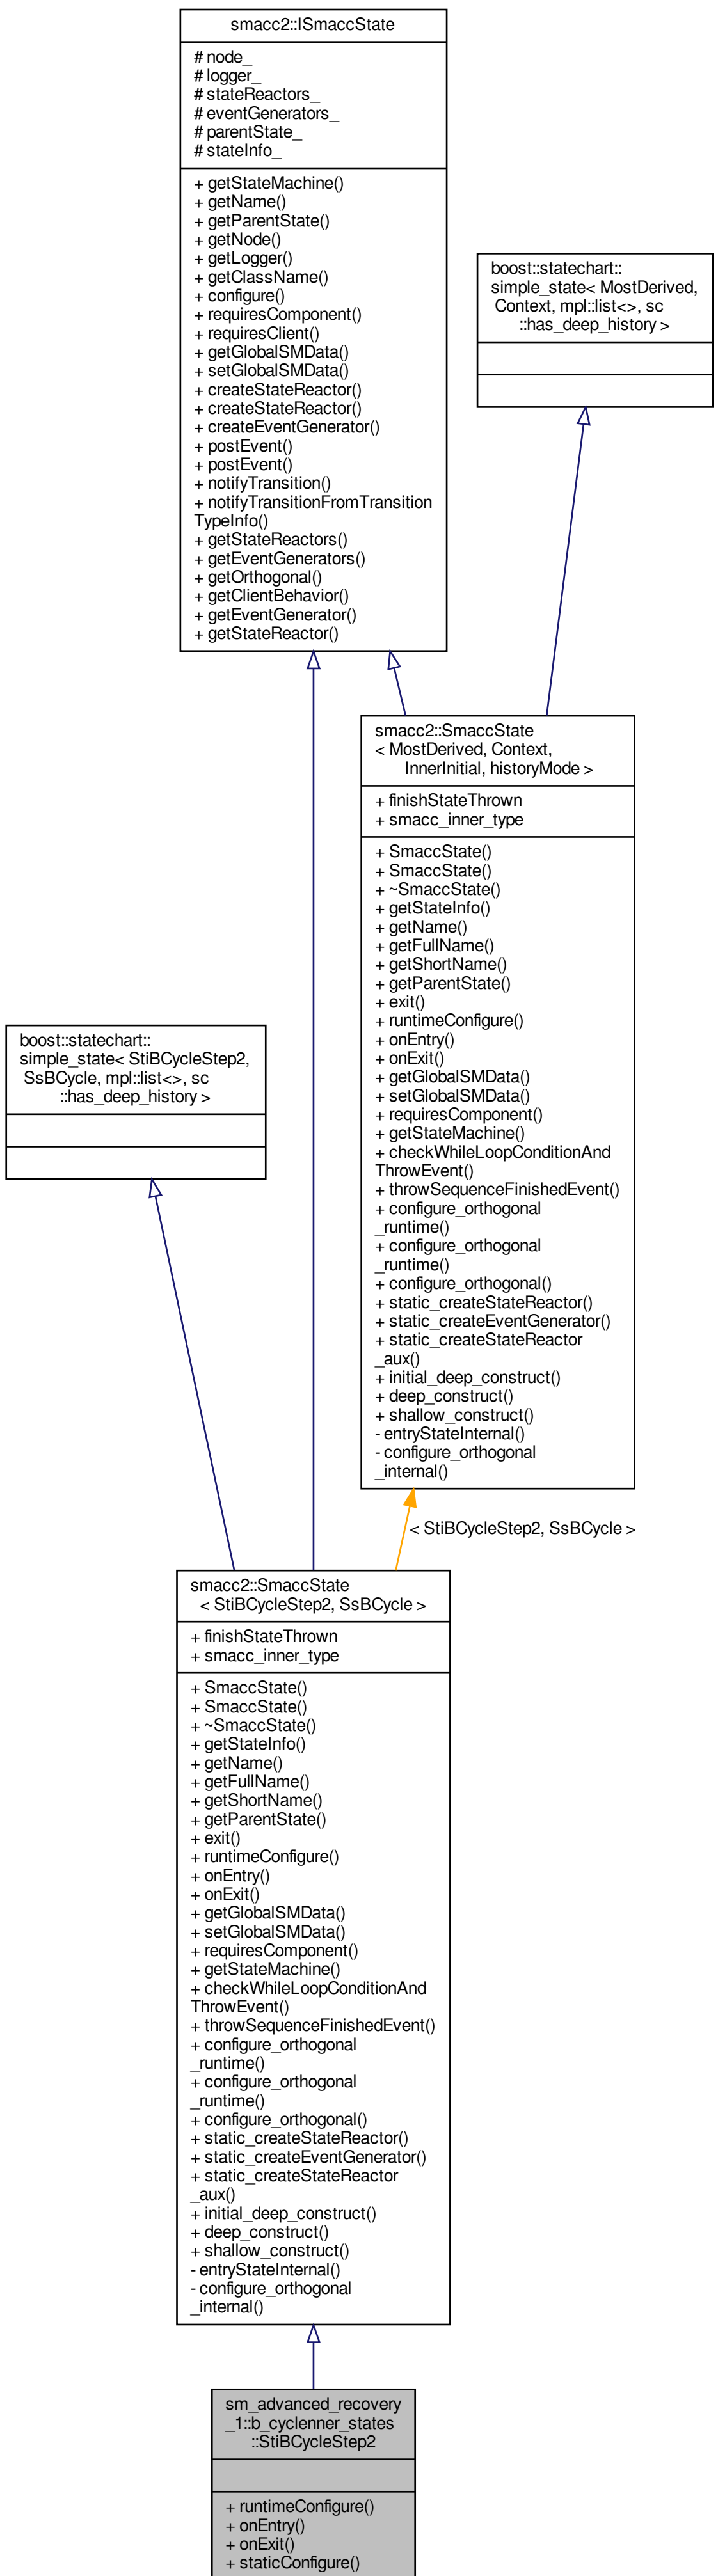 smacc2::ISmaccState
# node_
# logger_
# stateReactors_
# eventGenerators_
# parentState_
# stateInfo_
+ getStateMachine()
+ getName()
+ getParentState()
+ getNode()
+ getLogger()
+ getClassName()
+ configure()
+ requiresComponent()
+ requiresClient()
+ getGlobalSMData()
+ setGlobalSMData()
+ createStateReactor()
+ createStateReactor()
+ createEventGenerator()
+ postEvent()
+ postEvent()
+ notifyTransition()
+ notifyTransitionFromTransition
TypeInfo()
+ getStateReactors()
+ getEventGenerators()
+ getOrthogonal()
+ getClientBehavior()
+ getEventGenerator()
+ getStateReactor()
boost::statechart::
simple_state< MostDerived,
Context, mpl::list<>, sc
::has_deep_history >
smacc2::SmaccState
< MostDerived, Context,
InnerInitial, historyMode >
+ finishStateThrown
+ smacc_inner_type
+ SmaccState()
+ SmaccState()
+ ~SmaccState()
+ getStateInfo()
+ getName()
+ getFullName()
+ getShortName()
+ getParentState()
+ exit()
+ runtimeConfigure()
+ onEntry()
+ onExit()
+ getGlobalSMData()
+ setGlobalSMData()
+ requiresComponent()
+ getStateMachine()
+ checkWhileLoopConditionAnd
ThrowEvent()
+ throwSequenceFinishedEvent()
+ configure_orthogonal
_runtime()
+ configure_orthogonal
_runtime()
+ configure_orthogonal()
+ static_createStateReactor()
+ static_createEventGenerator()
+ static_createStateReactor
_aux()
+ initial_deep_construct()
+ deep_construct()
+ shallow_construct()
- entryStateInternal()
- configure_orthogonal
_internal()
boost::statechart::
simple_state< StiBCycleStep2,
SsBCycle, mpl::list<>, sc
::has_deep_history >
< StiBCycleStep2, SsBCycle >
smacc2::SmaccState
< StiBCycleStep2, SsBCycle >
+ finishStateThrown
+ smacc_inner_type
+ SmaccState()
+ SmaccState()
+ ~SmaccState()
+ getStateInfo()
+ getName()
+ getFullName()
+ getShortName()
+ getParentState()
+ exit()
+ runtimeConfigure()
+ onEntry()
+ onExit()
+ getGlobalSMData()
+ setGlobalSMData()
+ requiresComponent()
+ getStateMachine()
+ checkWhileLoopConditionAnd
ThrowEvent()
+ throwSequenceFinishedEvent()
+ configure_orthogonal
_runtime()
+ configure_orthogonal
_runtime()
+ configure_orthogonal()
+ static_createStateReactor()
+ static_createEventGenerator()
+ static_createStateReactor
_aux()
+ initial_deep_construct()
+ deep_construct()
+ shallow_construct()
- entryStateInternal()
- configure_orthogonal
_internal()
sm_advanced_recovery
_1::b_cyclenner_states
::StiBCycleStep2
+ runtimeConfigure()
+ onEntry()
+ onExit()
+ staticConfigure()